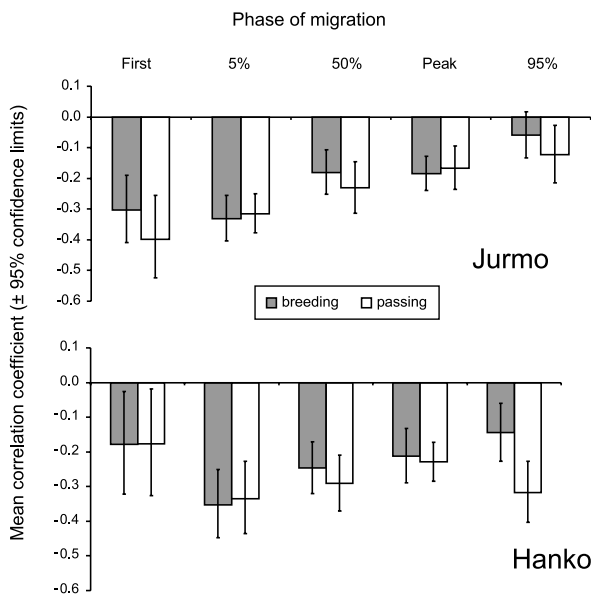 Phase of migration
First 5% 50% Peak 95%
0.1
0.0
-0.1
-0.2
-0.3
-0.4
-0.5
-0.6
Jurmo
breeding passing
Mean correlation coefficient (± 95% confidence limits)
0.1
0.0
-0.1
-0.2
-0.3
-0.4
-0.5
-0.6
Hanko